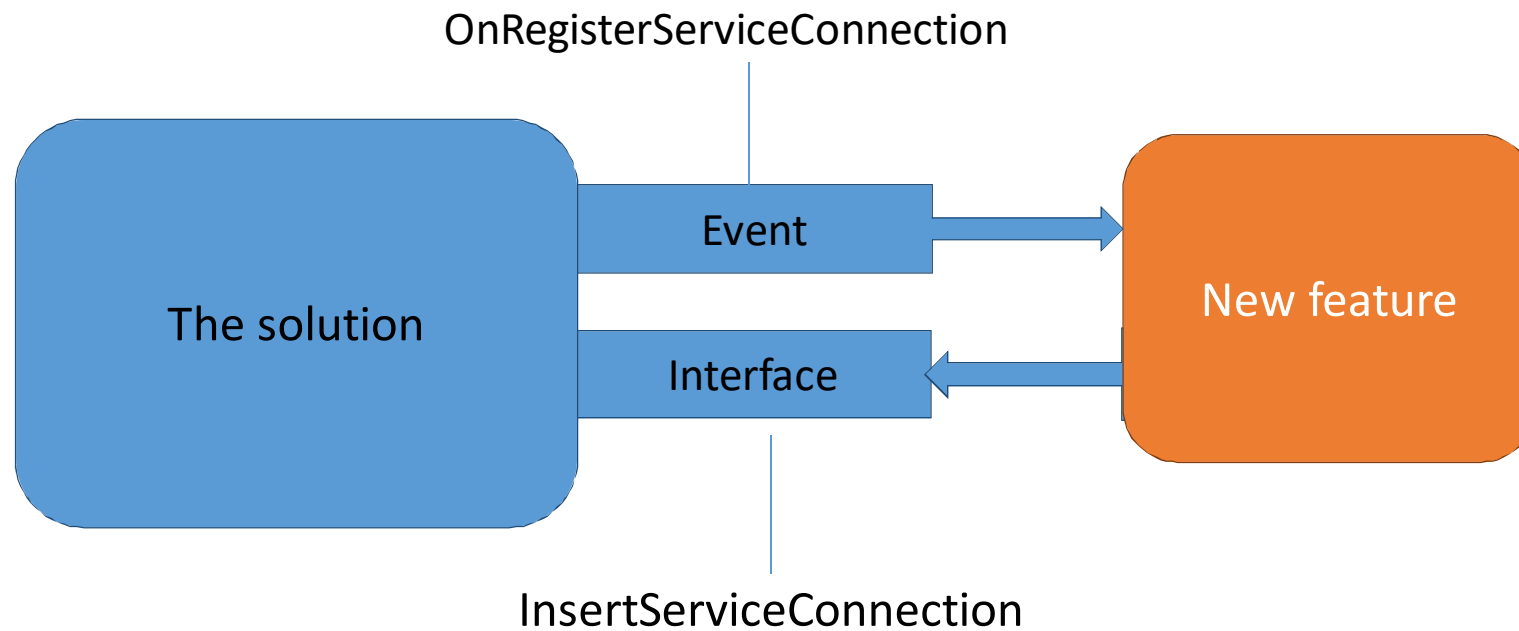 OnRegisterServiceConnection
Event
The solution
New feature
Interface
InsertServiceConnection